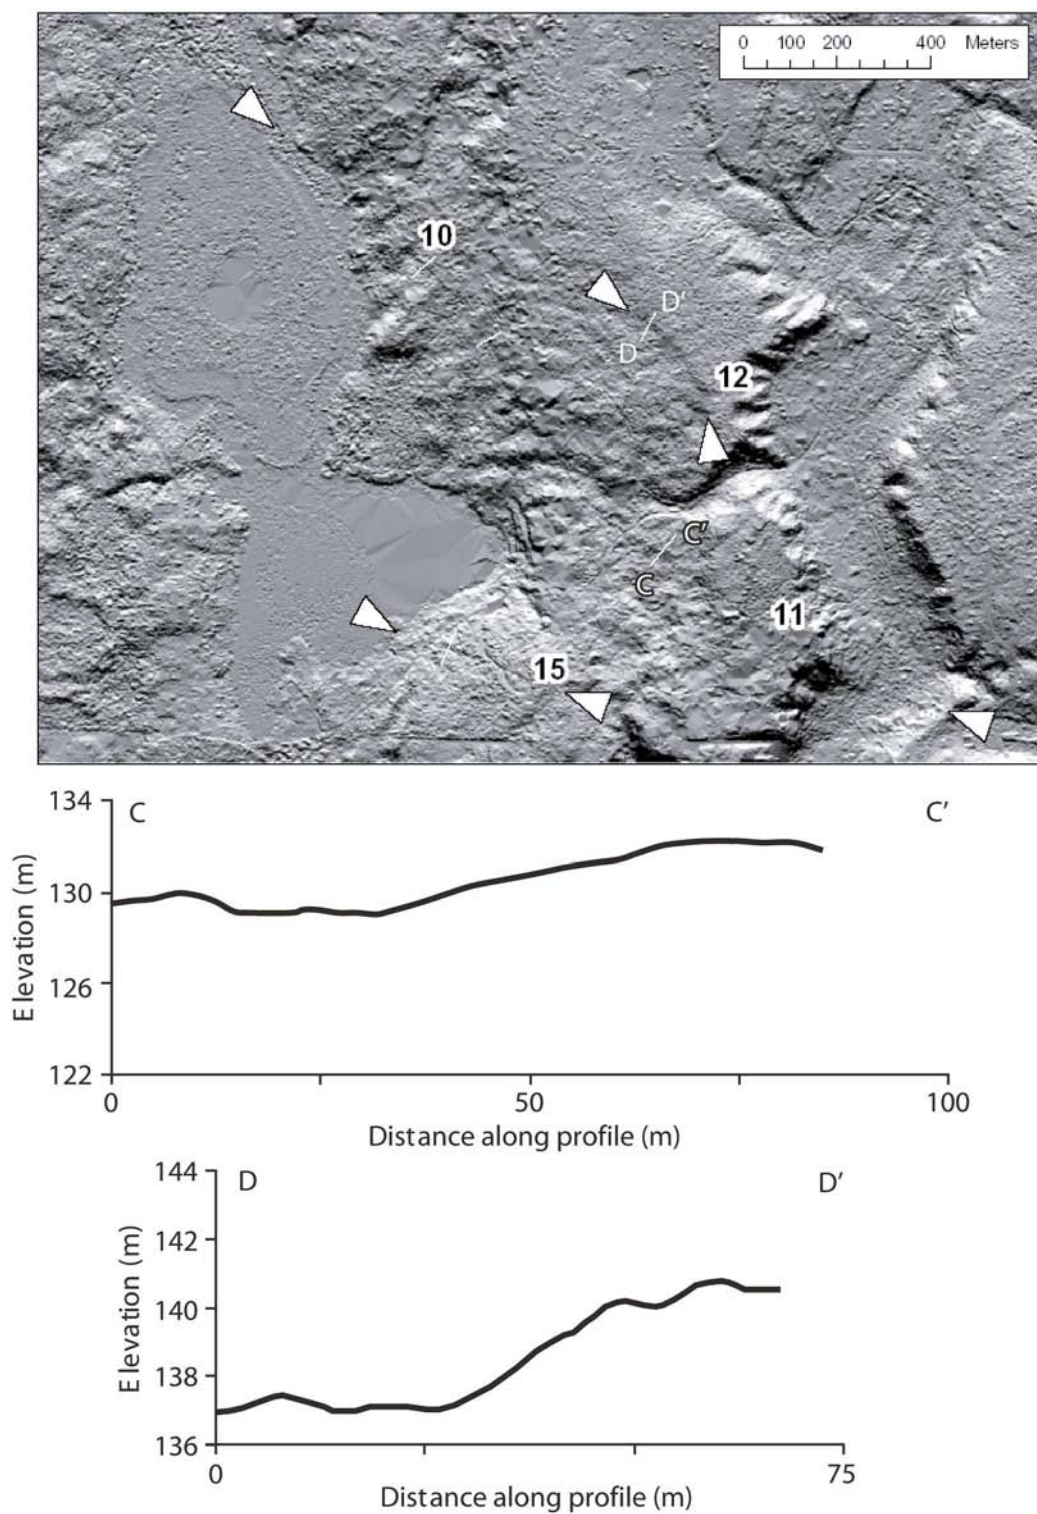 0 100 200 400 Meters
10
D'
D
12
C'
C
11
15
134
C
C'
130
126
122
Elevation (m)
0
50
100
Distance along profile (m)
144
D
D'
142
140
138
136
Elevation (m)
0
75
Distance along profile (m)